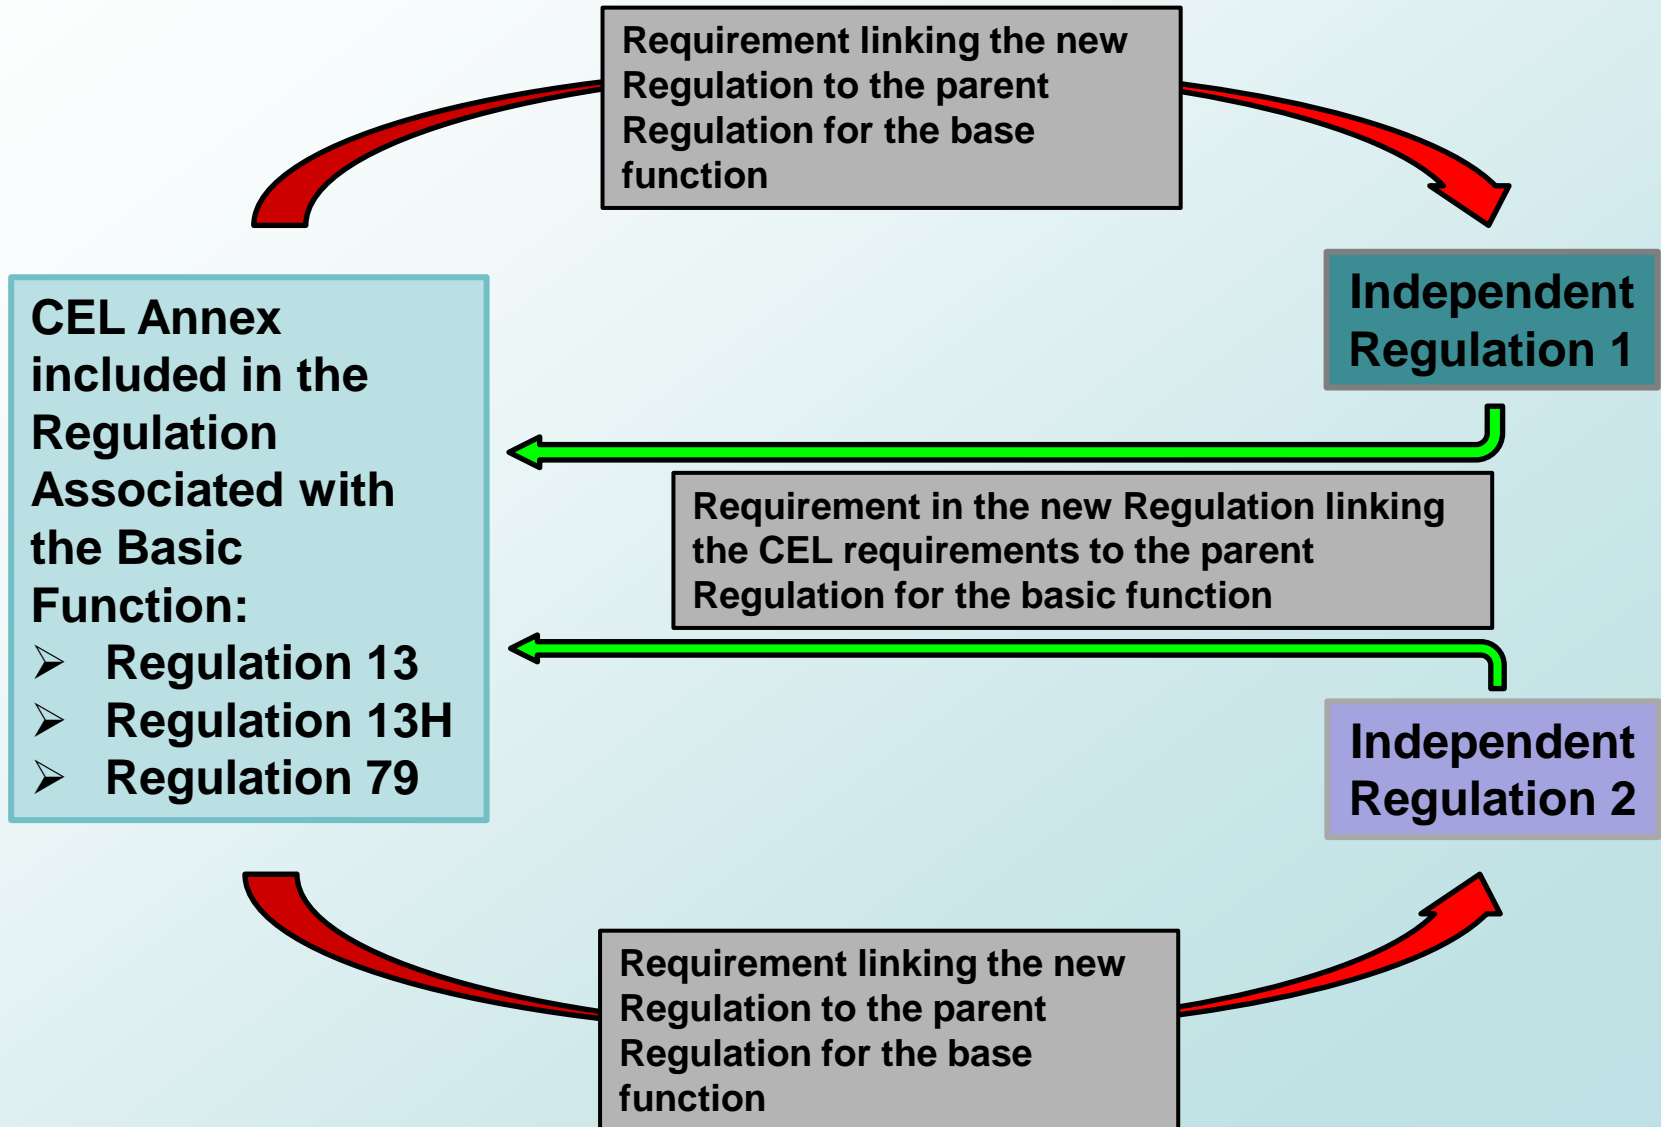 Requirement linking the new
Regulation to the parent
Regulation for the base
function
CEL Annex
included in the
Regulation
Associated with
the Basic
Function:
➢ Regulation 13
➢ Regulation 13H
➢ Regulation 79
Independent
Regulation 1
Requirement in the new Regulation linking
the CEL requirements to the parent
Regulation for the basic function
Independent
Regulation 2
Requirement linking the new
Regulation to the parent
Regulation for the base
function